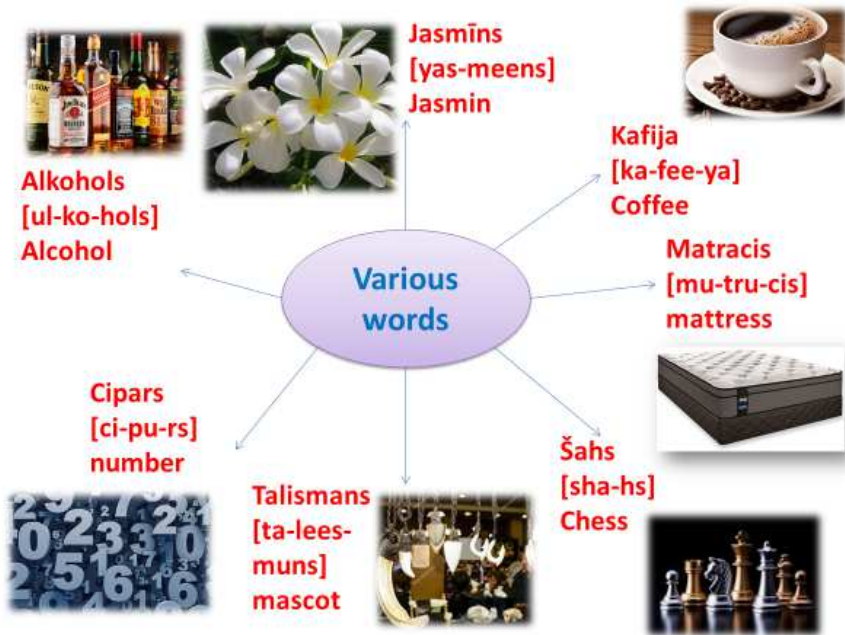 Jasmīns
[yas-meens]
Jasmin
Kafija
[ka-fee-ya]
Coffee
Alkohols
[ul-ko-hols]
Alcohol
Matracis
[mu-tru-cis]
mattress
Various
words
Cipars
[ci-pu-rs]
number
Šahs
[sha-hs]
Chess
Talismans
[ta-lees-
muns]
mascot